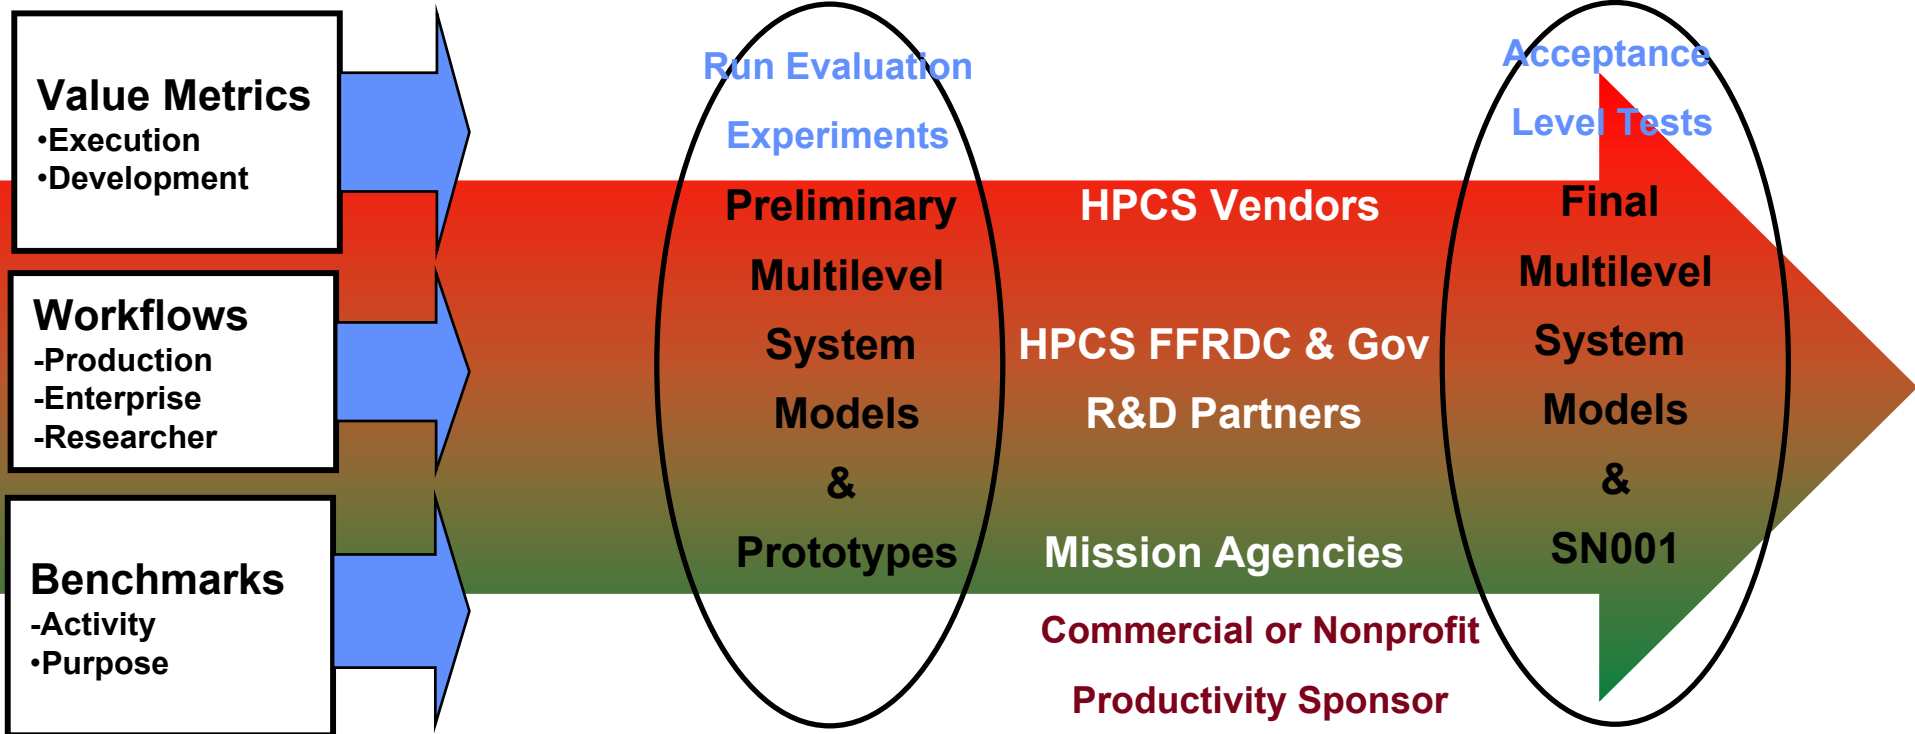 Value Metrics
•Execution
•Development
Workflows
-Production
-Enterprise
-Researcher
Benchmarks
-Activity
•Purpose
Run Evaluation
Experiments
Preliminary
Multilevel
System
Models
&
Prototypes
HPCS Vendors
HPCS FFRDC & Gov
R&D Partners
Mission Agencies
Commercial or Nonprofit
Productivity Sponsor
Acceptance
Level Tests
Final
Multilevel
System
Models
&
SN001